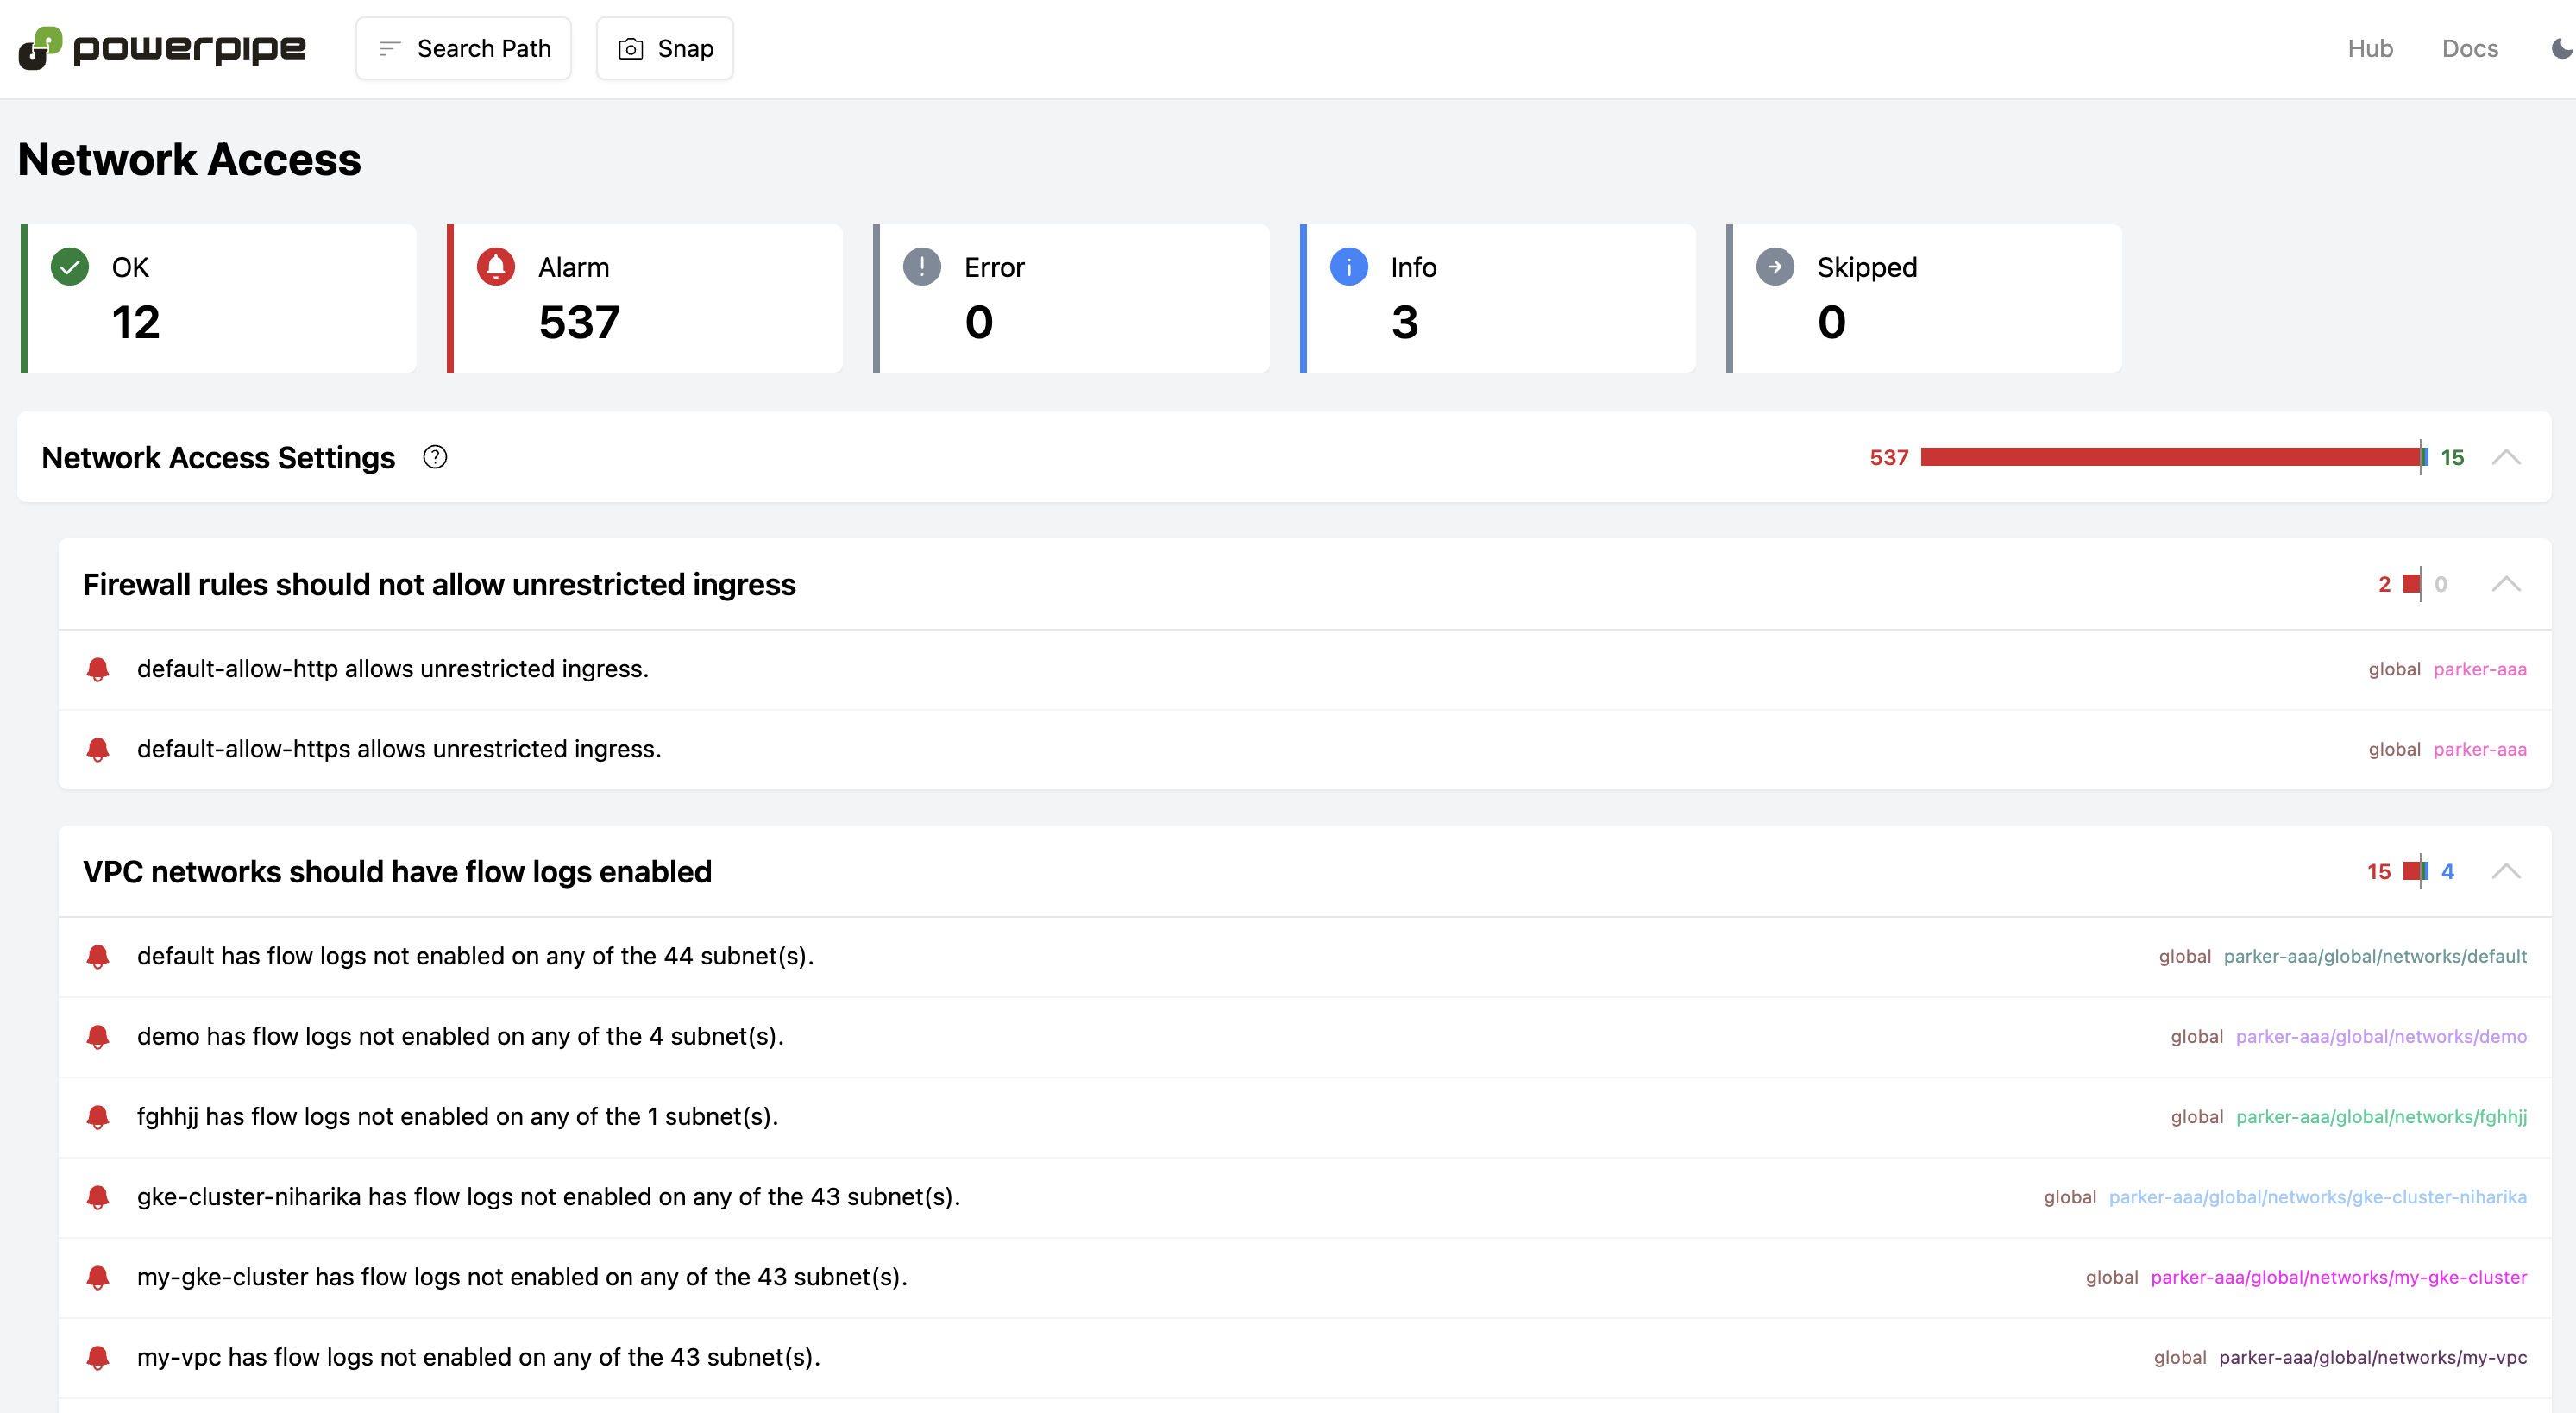 powerpipe Search Path Snap Hub Docs
Network Access
OK Alarm Error Info Skipped
12 537 0 3 0
Network Access Settings 537 15
Firewall rules should not allow unrestricted ingress 2 0
default-allow-http allows unrestricted ingress. global parker-aaa
default-allow-https allows unrestricted ingress. global parker-aaa
VPC networks should have flow logs enabled 15 4
default has flow logs not enabled on any of the 44 subnet(s). global parker-aaa/global/networks/default
demo has flow logs not enabled on any of the 4 subnet(s). global parker-aaa/global/networks/demo
fghhjj has flow logs not enabled on any of the 1 subnet(s). global parker-aaa/global/networks/fghhjj
gke-cluster-niharika has flow logs not enabled on any of the 43 subnet(s). global parker-aaa/global/networks/gke-cluster-niharika
my-gke-cluster has flow logs not enabled on any of the 43 subnet(s). global parker-aaa/global/networks/my-gke-cluster
my-vpc has flow logs not enabled on any of the 43 subnet(s). global parker-aaa/global/networks/my-vpc